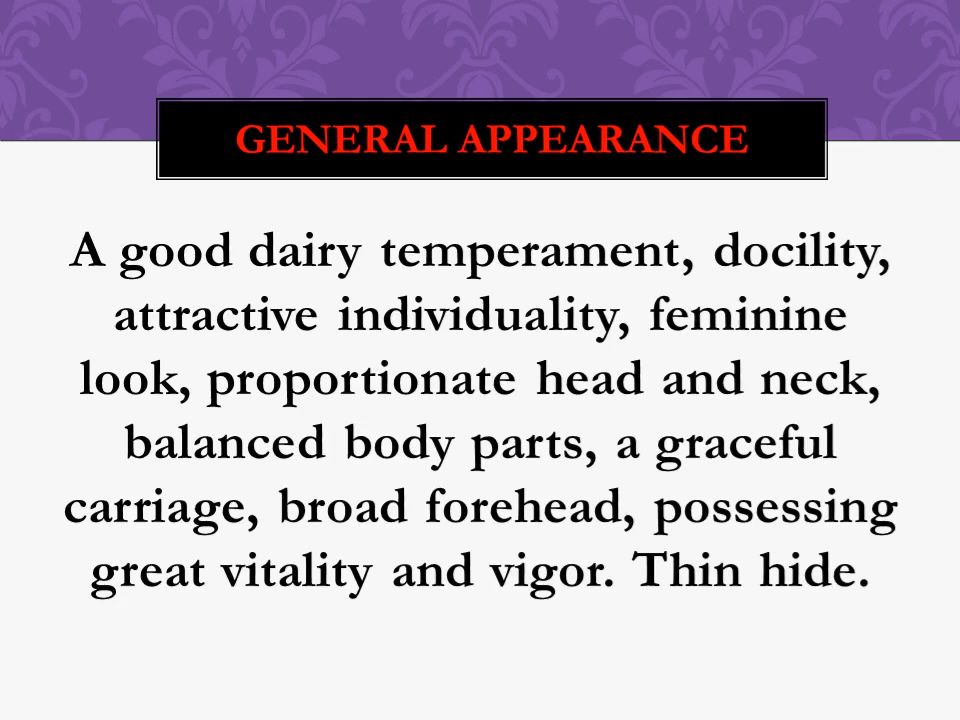 GENERAL APPEARANCE
A good dairy temperament, docility,
attractive individuality, feminine
look, proportionate head and neck,
balanced body parts, a graceful
carriage, broad forehead, possessing
great vitality and vigor. Thin hide.